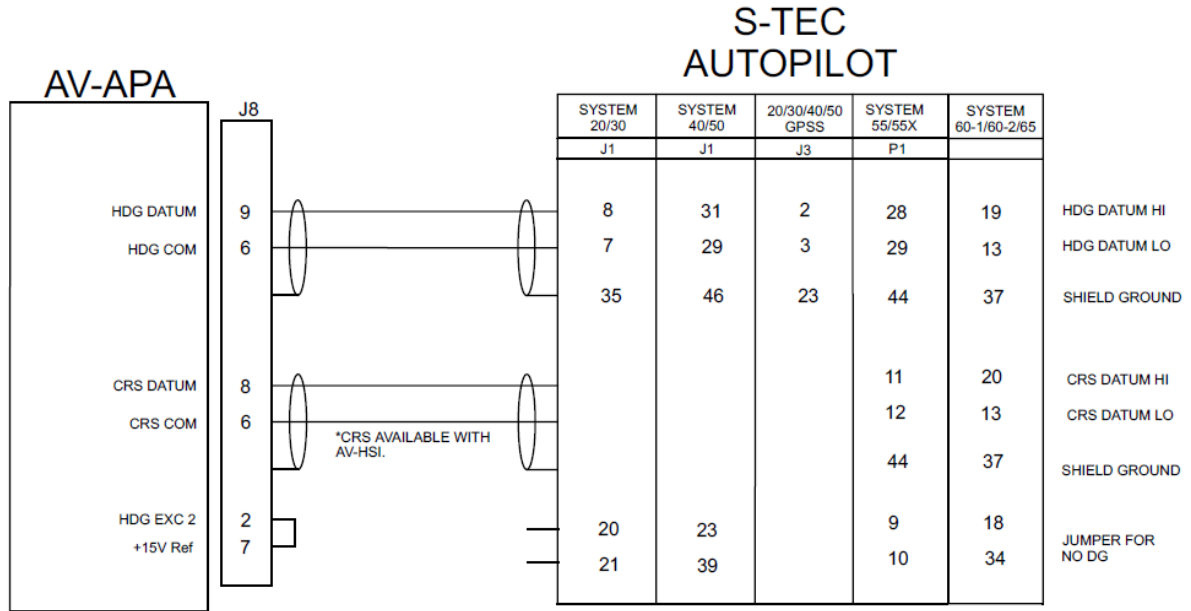 S-TEC
AUTOPILOT
AV-APA
J8
SYSTEM 20/30 SYSTEM 40/50 20/30/40/50 GPSS SYSTEM 55/55X SYSTEM 60-1/60-2/65
J1 J1 J3 P1
HDG DATUM 9 8 31 2 28 19 HDG DATUM HI
HDG COM 6 7 29 3 29 13 HDG DATUM LO
35 46 23 44 37 SHIELD GROUND
CRS DATUM 8 11 20 CRS DATUM HI
CRS COM 6 12 13 CRS DATUM LO
*CRS AVAILABLE WITH
AV-HSI.
44 37 SHIELD GROUND
HDG EXC 2 2 20 23 9 18 JUMPER FOR
+15V Ref 7 21 39 10 34 NO DG